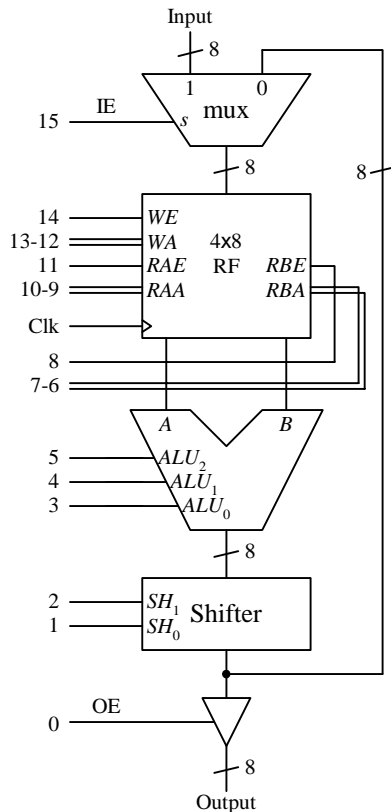 Input
8
1 0
IE
mux
15
s
8
8
14
WE
13-12
WA
4x8
11
RAE
RF
RBE
10-9
RAA
RBA
Clk
8
7-6
A
B
5
ALU2
4
ALU1
3
ALU0
8
2
SH1
Shifter
1
SH0
OE
0
8
Output